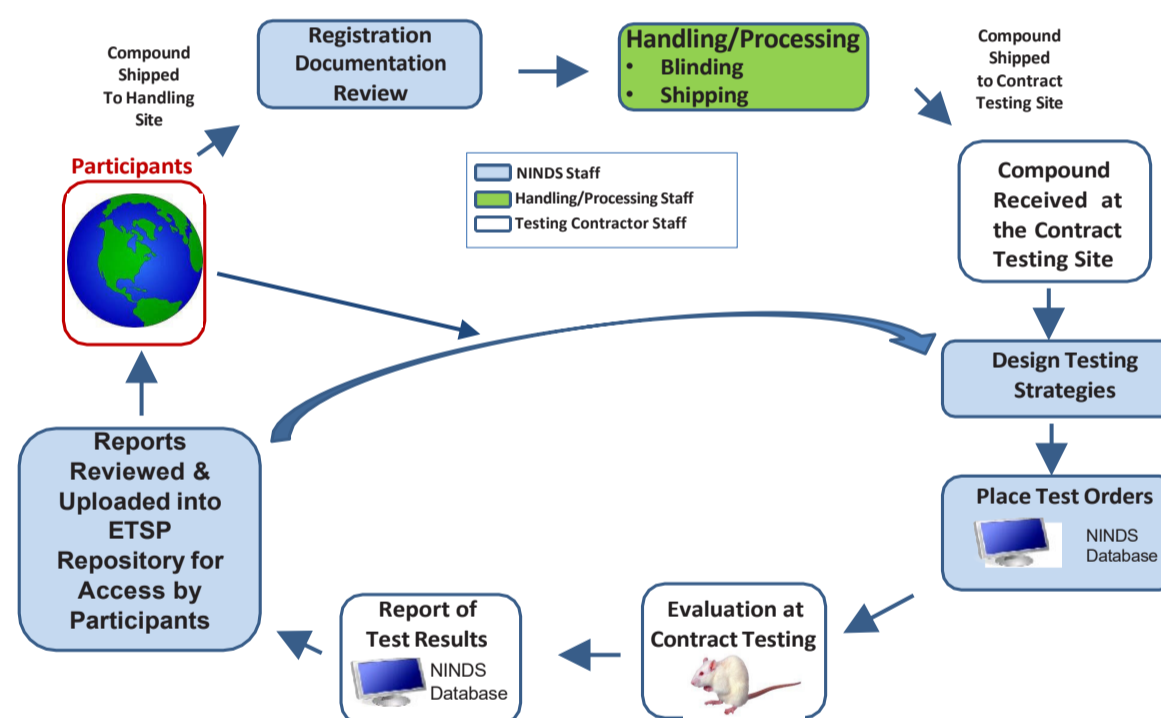 Compound
Shipped
To Handling
Site
Registration
Documentation
Review
Handling/Processing
• Blinding
• Shipping
Compound
Shipped
to Contract
Testing Site
Participants
NINDS Staff
Handling/Processing Staff
Testing Contractor Staff
Compound
Received at
the Contract
Testing Site
Design Testing
Strategies
Place Test Orders
NINDS
Database
Evaluation at
Contract Testing
Report of
Test Results
NINDS
Database
Reports
Reviewed &
Uploaded into
ETSP
Repository for
Access by
Participants